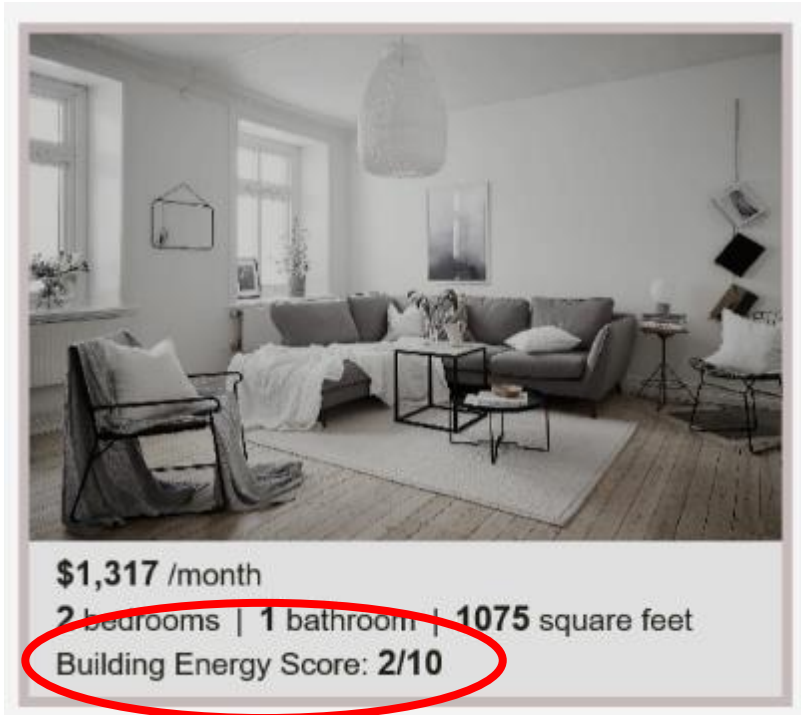 $1,317 /month
2 bedrooms | 1 bathroom | 1075 square feet
Building Energy Score: 2/10